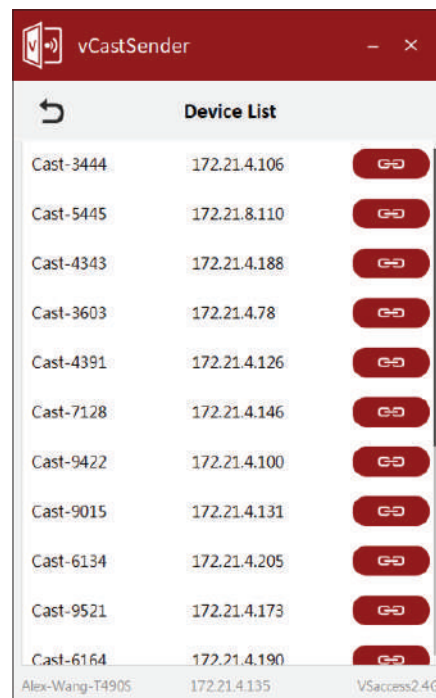 vCastSender
Device List
Cast-3444 172.21.4.106
Cast-5445 172.21.8.110
Cast-4343 172.21.4.188
Cast-3603 172.21.4.78
Cast-4391 172.21.4.126
Cast-7128 172.21.4.146
Cast-9422 172.21.4.100
Cast-9015 172.21.4.131
Cast-6134 172.21.4.205
Cast-9521 172.21.4.173
Cast-6164 172.21.4.190
Alex-Wang-T490S 172.21.4.135 VSaccess2.4G